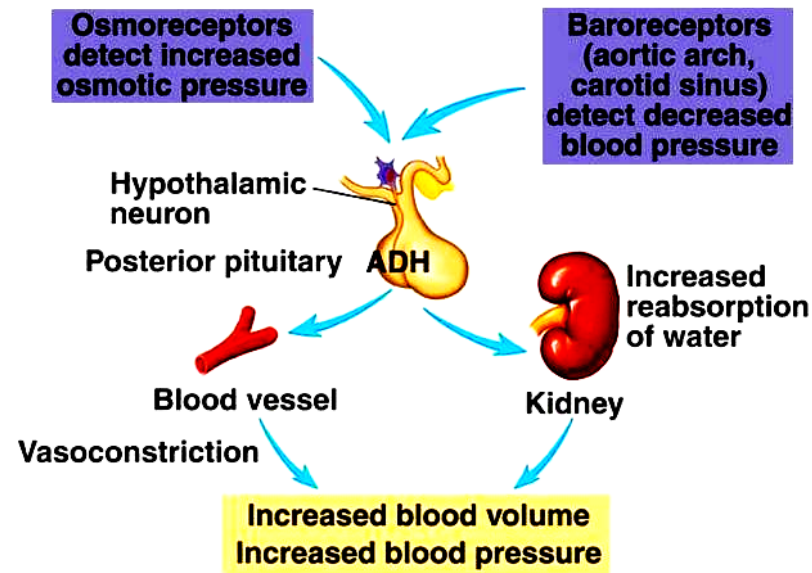 Osmoreceptors
detect increased
osmotic pressure
Baroreceptors
(aortic arch,
carotid sinus)
detect decreased
blood pressure
Hypothalamic
neuron
Posterior pituitary
ADH
Increased
reabsorption
of water
Blood vessel
Kidney
Vasoconstriction
Increased blood volume
Increased blood pressure